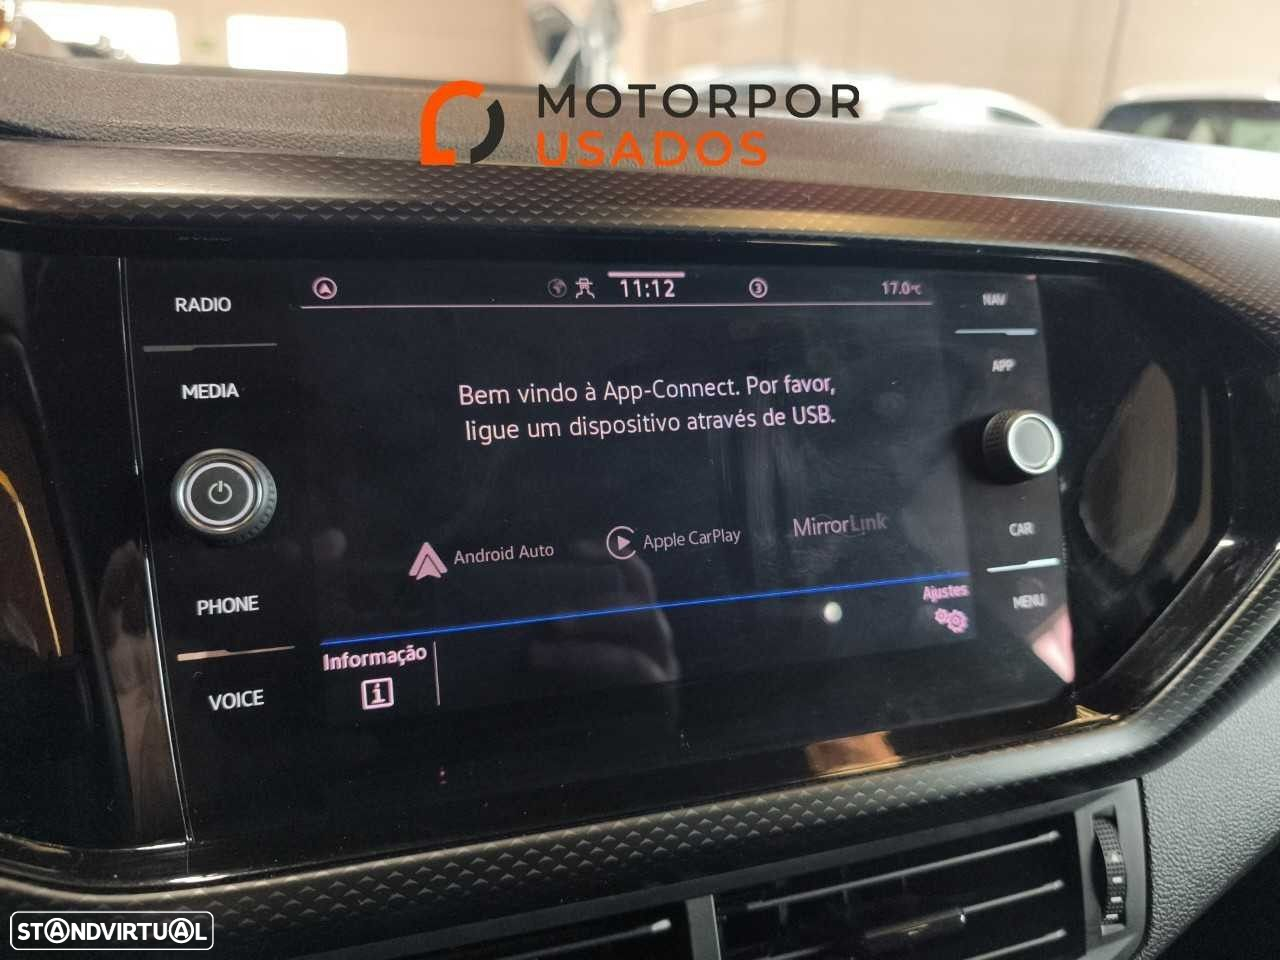 MOTORPOR
USADOS
RADIO
MEDIA
PHONE
VOICE
11:12
3
17.0°C
Bem vindo à App-Connect. Por favor,
ligue um dispositivo através de USB.
Android Auto
Apple CarPlay
MirrorLink
Informação
i
Ajustes
NAV
APP
CAR
MENU
STANDVIRTUAL